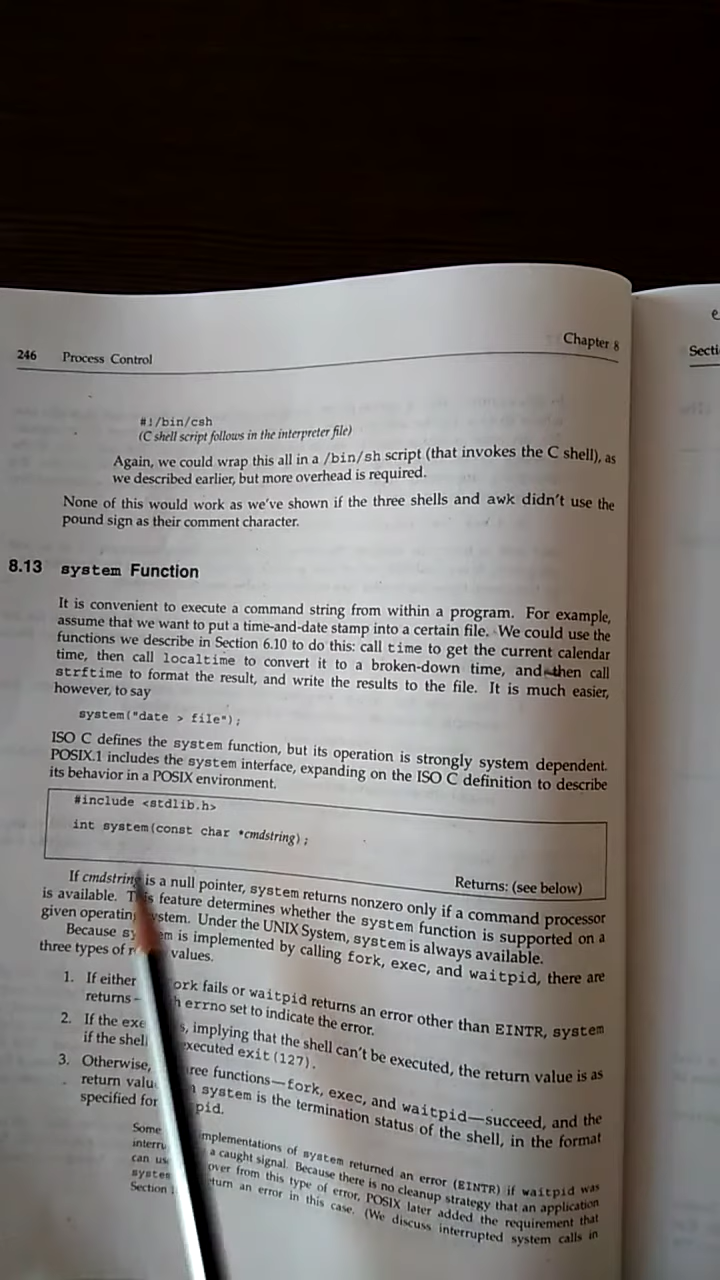 246 Process Control
Chapter 8
#!/bin/csh
(C shell script follows in the interpreter file)
Again, we could wrap this all in a /bin/sh script (that invokes the C shell), as
we described earlier, but more overhead is required.
None of this would work as we've shown if the three shells and awk didn't use the
pound sign as their comment character.
8.13 system Function
It is convenient to execute a command string from within a program. For example,
assume that we want to put a time-and-date stamp into a certain file. We could use the
functions we describe in Section 6.10 to do this: call time to get the current calendar
time, then call localtime to convert it to a broken-down time, and then call
strftime to format the result, and write the results to the file. It is much easier,
however, to say
system("date > file");
ISO C defines the system function, but its operation is strongly system dependent.
POSIX.1 includes the system interface, expanding on the ISO C definition to describe
its behavior in a POSIX environment.
#include <stdlib.h>
int system(const char *cmdstring);
Returns: (see below)
If cmdstring is a null pointer, system returns nonzero only if a command processor
is available. This feature determines whether the system function is supported on a
given operating system. Under the UNIX System, system is always available.
Because system is implemented by calling fork, exec, and waitpid, there are
three types of values.
1. If either fork fails or waitpid returns an error other than EINTR, system
returns errno set to indicate the error.
2. If the implying that the shell can't be executed, the return value is as
if the shell executed exit(127).
3. Otherwise, functions—fork, exec, and waitpid—succeed, and the
return system is the termination status of the shell, in the format
specified for
Some implementations of system returned an error (EINTR) if waitpid was
a caught signal. Because there is no cleanup strategy that an application
can over from this type of error, POSIX later added the requirement that
system an error in this case. (We discuss interrupted system calls in
Section
Secti